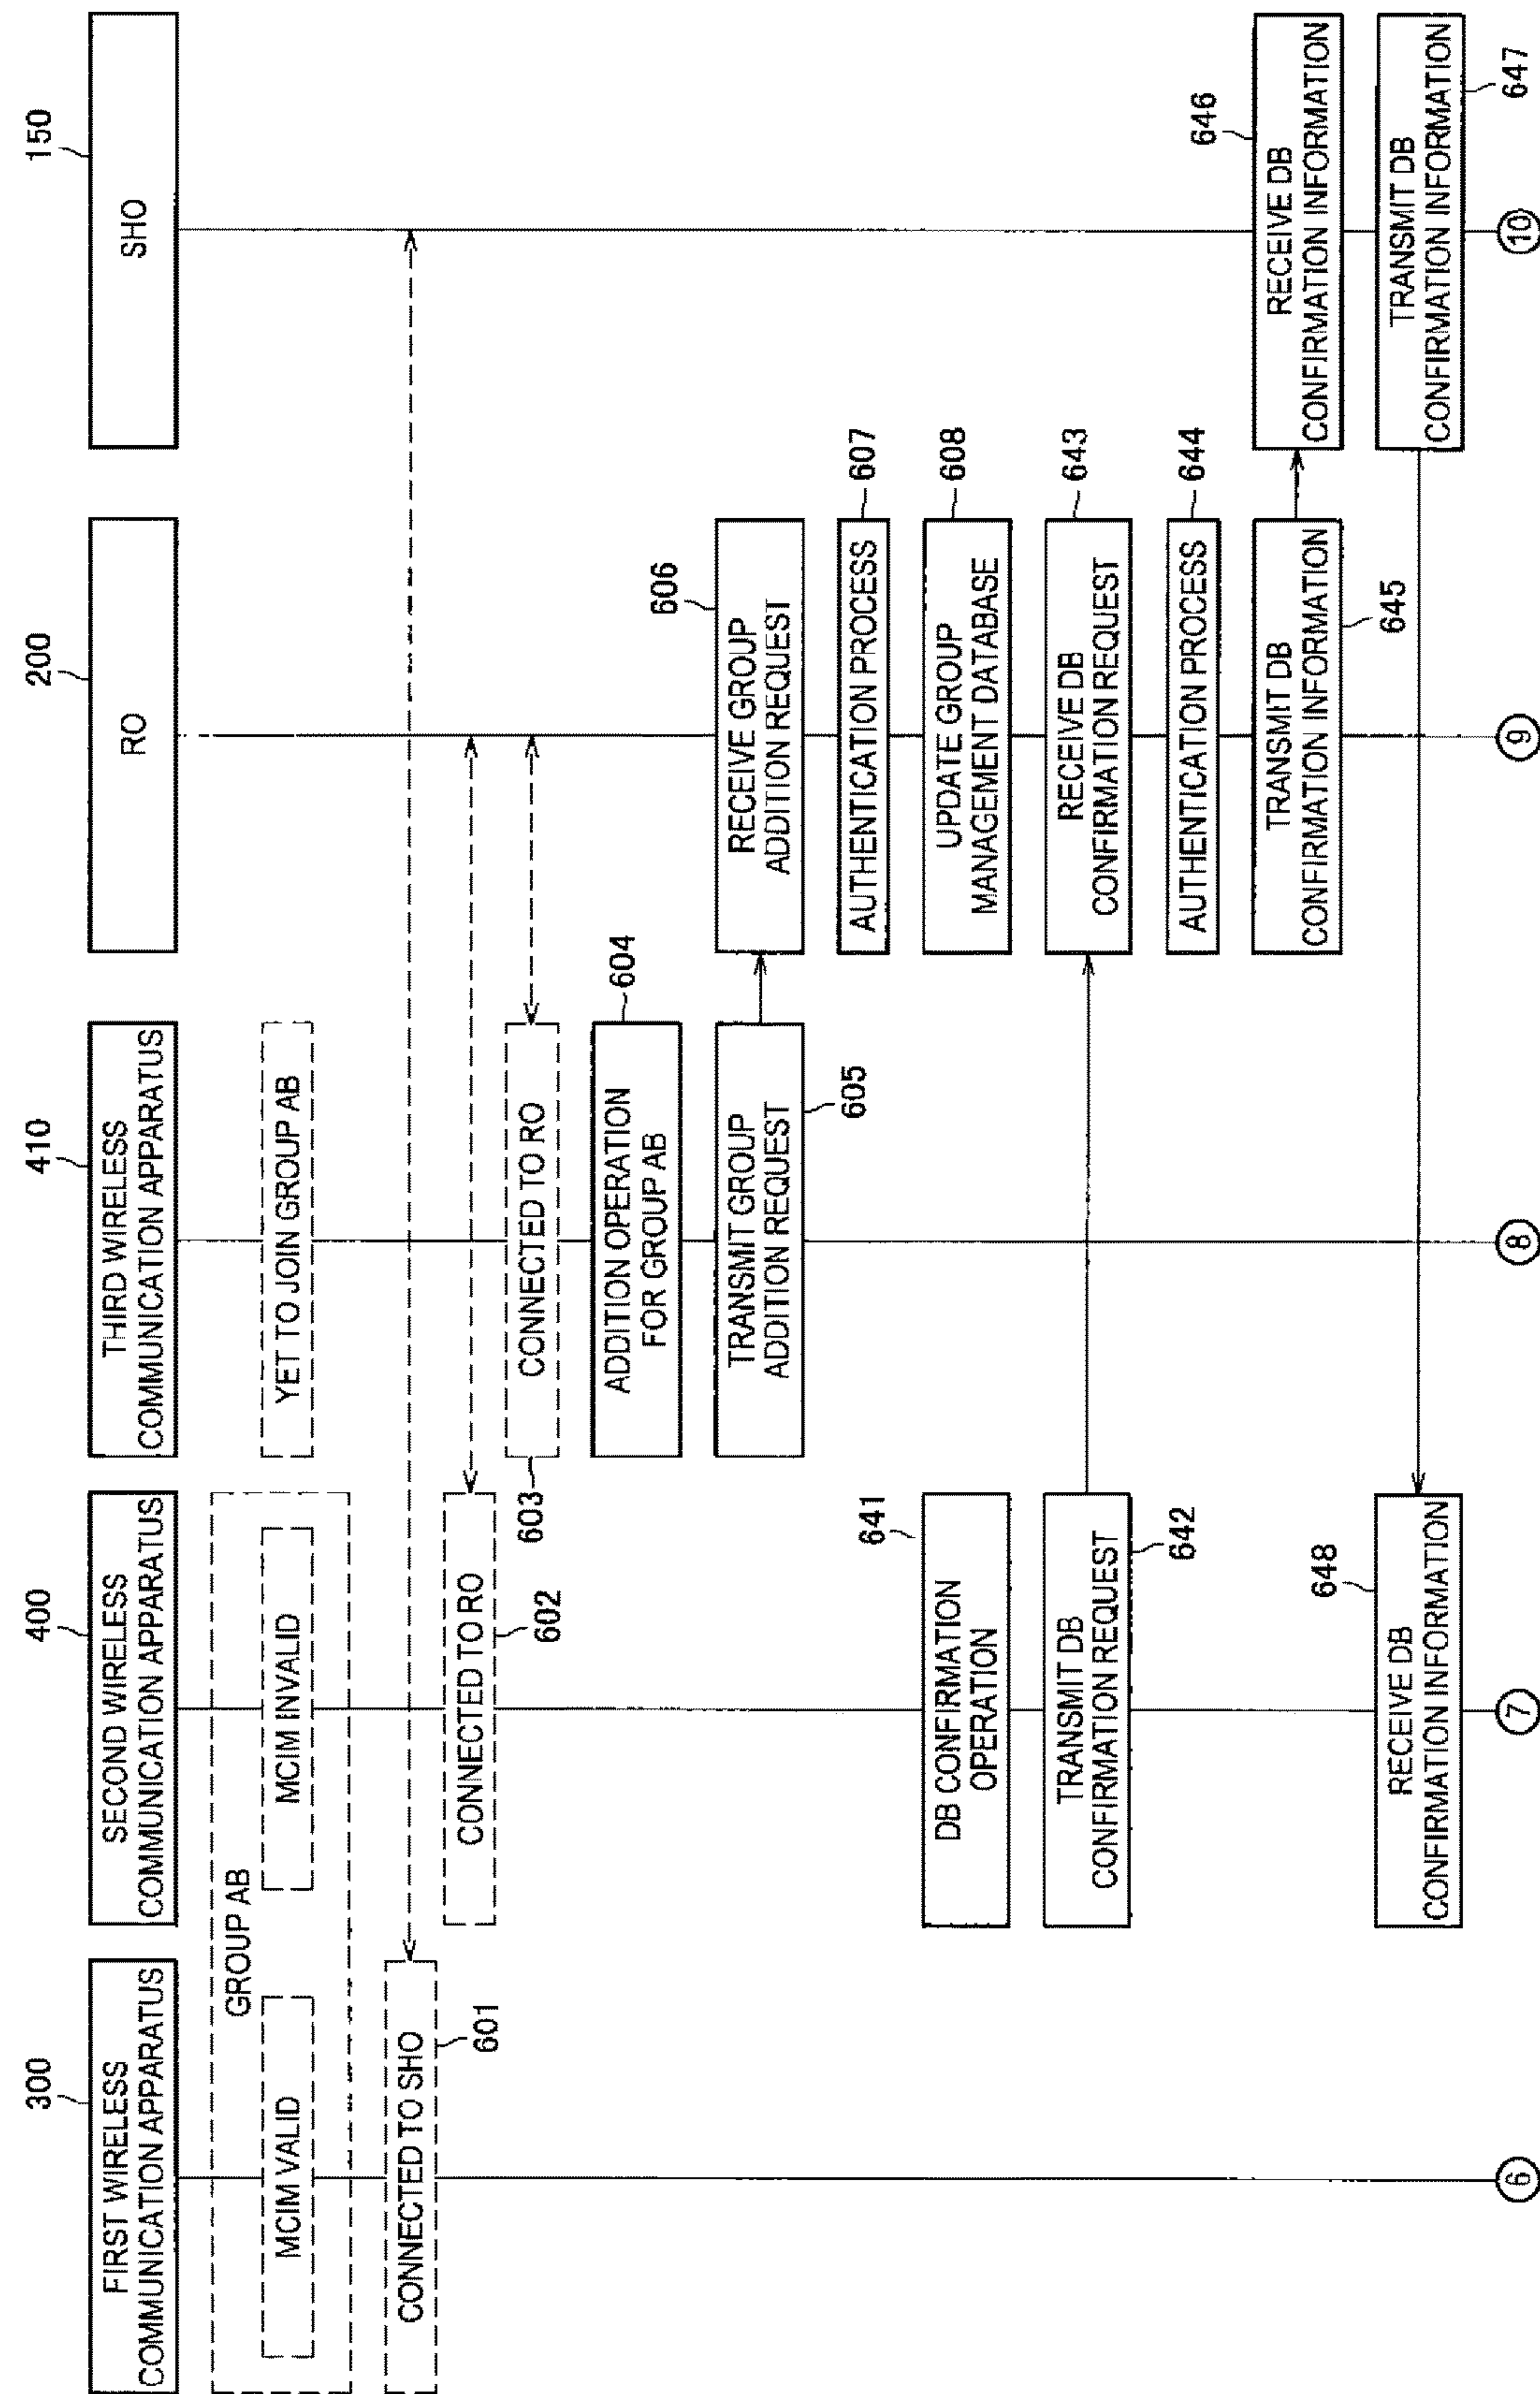 300
FIRST WIRELESS
COMMUNICATION APPARATUS
400
SECOND WIRELESS
COMMUNICATION APPARATUS
410
THIRD WIRELESS
COMMUNICATION APPARATUS
200
RO
150
SHO
GROUP AB
MCIM VALID
MCIM INVALID
YET TO JOIN GROUP AB
CONNECTED TO SHO
601
CONNECTED TO RO
602
603
CONNECTED TO RO
604
ADDITION OPERATION
FOR GROUP AB
TRANSMIT GROUP
ADDITION REQUEST
605
606
RECEIVE GROUP
ADDITION REQUEST
AUTHENTICATION PROCESS
607
641
DB CONFIRMATION
OPERATION
UPDATE GROUP
MANAGEMENT DATABASE
608
TRANSMIT DB
CONFIRMATION REQUEST
642
RECEIVE DB
CONFIRMATION REQUEST
643
AUTHENTICATION PROCESS
644
TRANSMIT DB
CONFIRMATION INFORMATION
645
646
RECEIVE DB
CONFIRMATION INFORMATION
TRANSMIT DB
CONFIRMATION INFORMATION
647
648
RECEIVE DB
CONFIRMATION INFORMATION
6
7
8
9
10